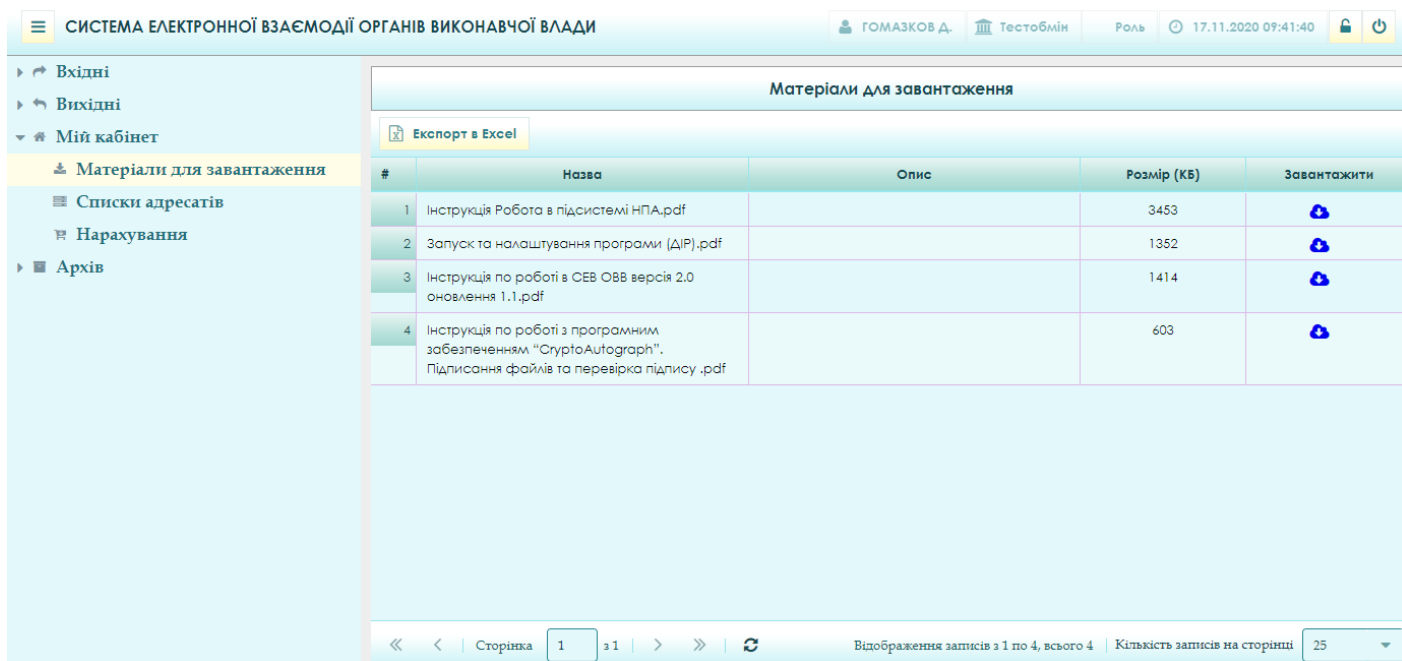 СИСТЕМА ЕЛЕКТРОННОЇ ВЗАЄМОДІЇ ОРГАНІВ ВИКОНАВЧОЇ ВЛАДИ
ГОМАЗКОВ Д.
Тестобмін
Роль
17.11.2020 09:41:40
Вхідні
Вихідні
Мій кабінет
Матеріали для завантаження
Списки адресатів
Нарахування
Архів
Матеріали для завантаження
Експорт в Excel
# Назва Опис Розмір (КБ) Завантажити
1 Інструкція Робота в підсистемі НПА.pdf 3453
2 Запуск та налаштування програми (ДІР).pdf 1352
3 Інструкція по роботі в СЕВ ОВВ версія 2.0 1414
оновлення 1.1.pdf
4 Інструкція по роботі з програмним 603
забезпеченням “CryptoAutograph”.
Підписання файлів та перевірка підпису .pdf
Сторінка 1 з 1
Відображення записів з 1 по 4, всього 4
Кількість записів на сторінці 25